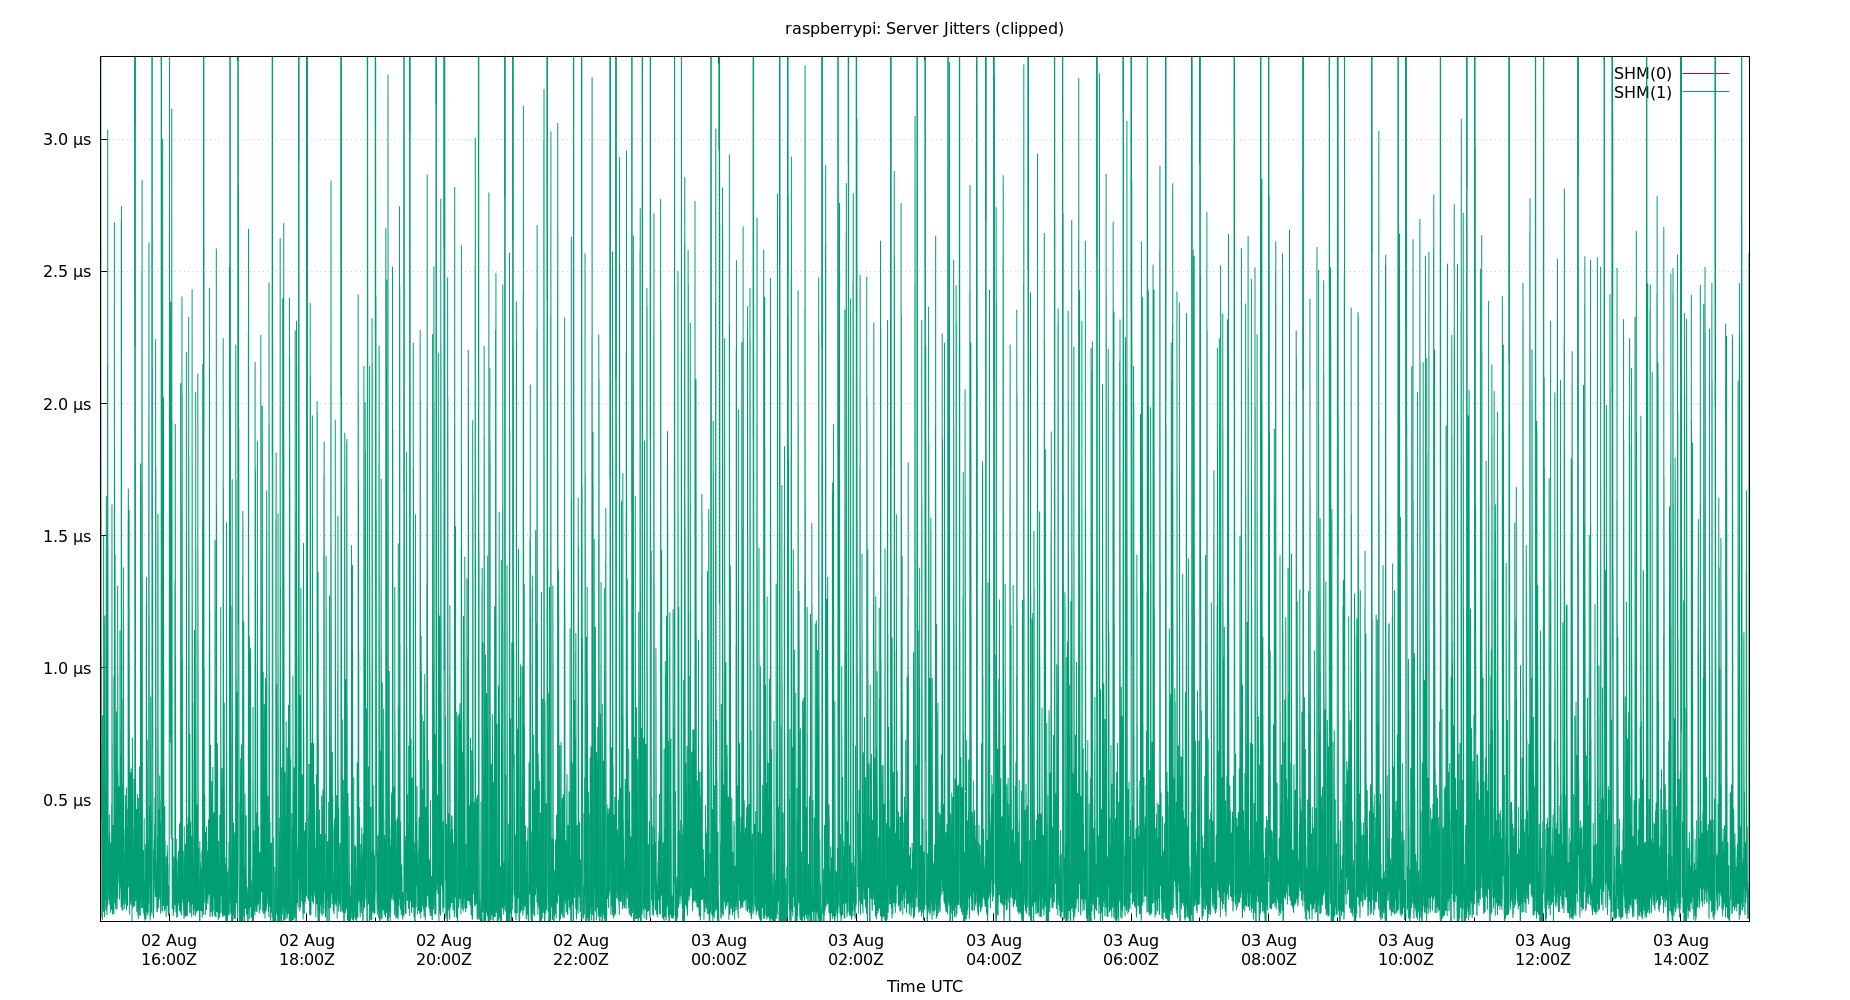 raspberrypi: Server Jitters (clipped)
SHM(0)
SHM(1)
3.0 µs
2.5 µs
2.0 µs
1.5 µs
1.0 µs
0.5 µs
02 Aug 02 Aug 02 Aug 02 Aug 03 Aug 03 Aug 03 Aug 03 Aug 03 Aug 03 Aug 03 Aug 03 Aug
16:00Z 18:00Z 20:00Z 22:00Z 00:00Z 02:00Z 04:00Z 06:00Z 08:00Z 10:00Z 12:00Z 14:00Z
Time UTC